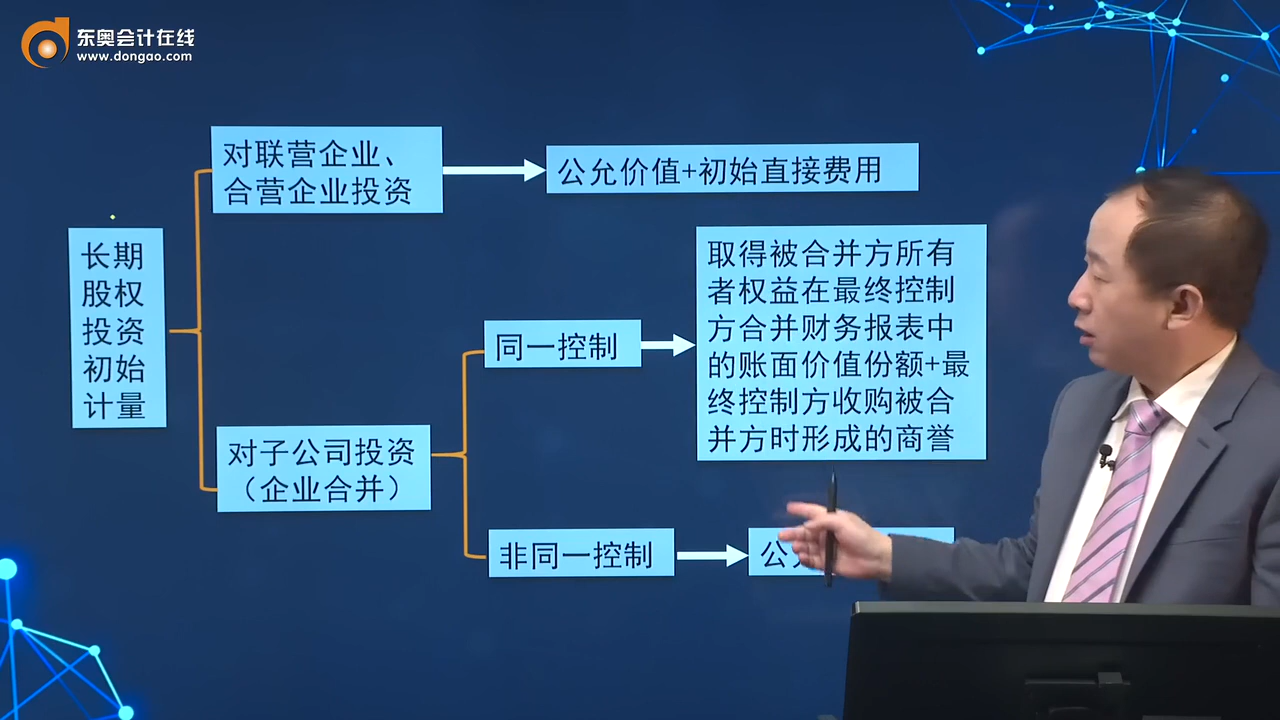 东奥会计在线
www.dongao.com
对联营企业、
合营企业投资
公允价值+初始直接费用
长期
股权
投资
初始
计量
取得被合并方所有
者权益在最终控制
方合并财务报表中
的账面价值份额+最
终控制方收购被合
并方时形成的商誉
同一控制
对子公司投资
（企业合并）
非同一控制
公